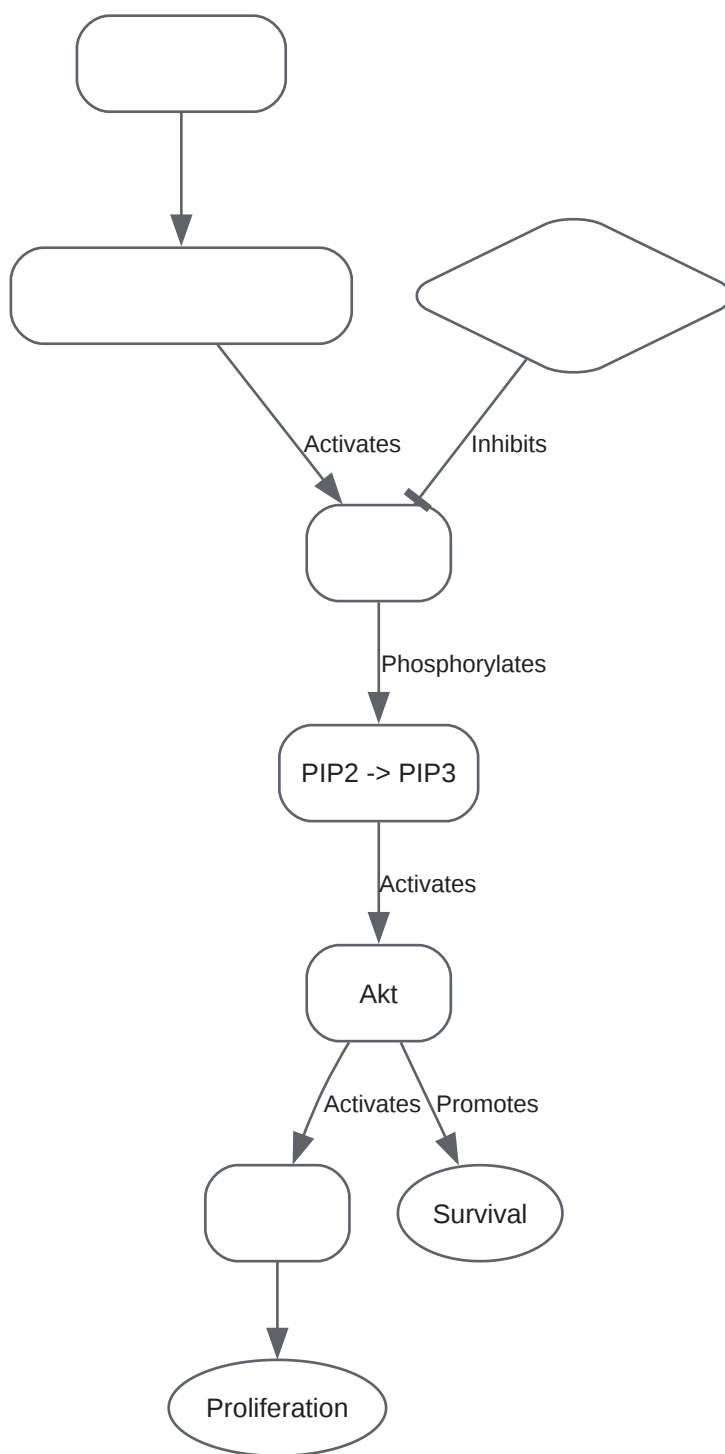 Activates
Inhibits
Phosphorylates
PIP2 -> PIP3
Activates
Akt
Activates
Promotes
Survival
Proliferation